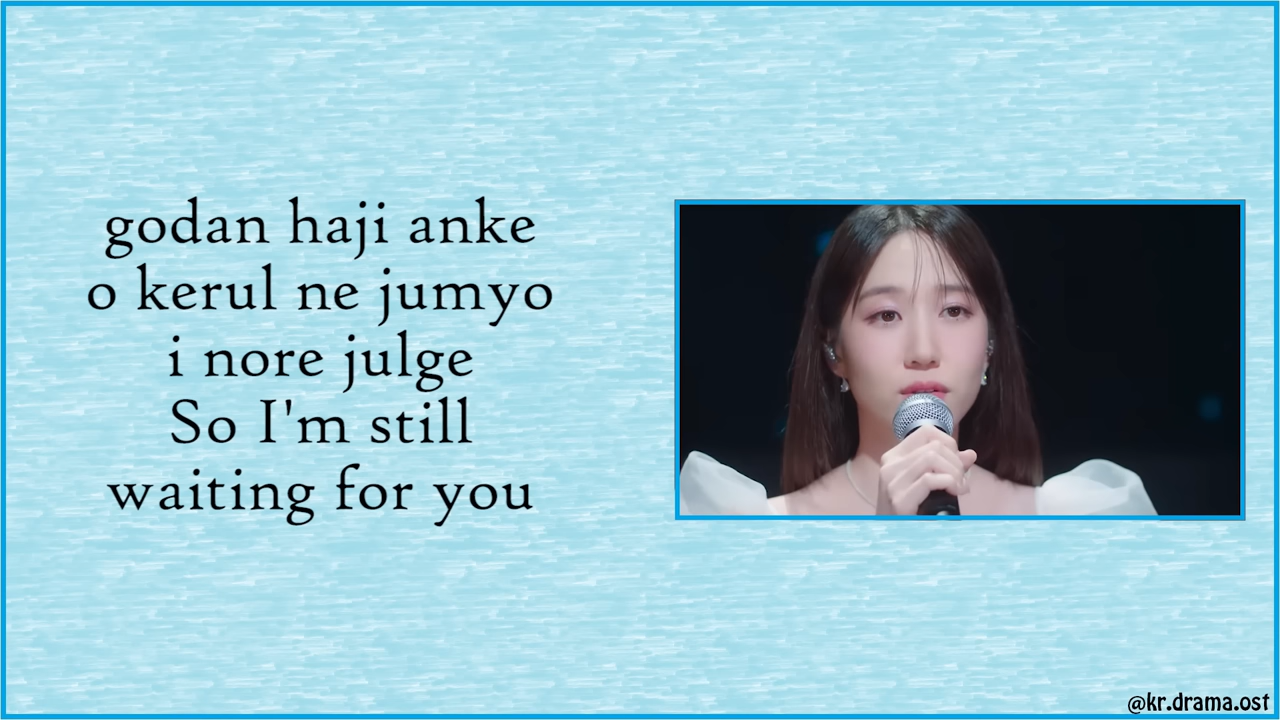 godan haji anke
o kerul ne jumyo
i nore julge
So I'm still
waiting for you
@kr.drama.ost